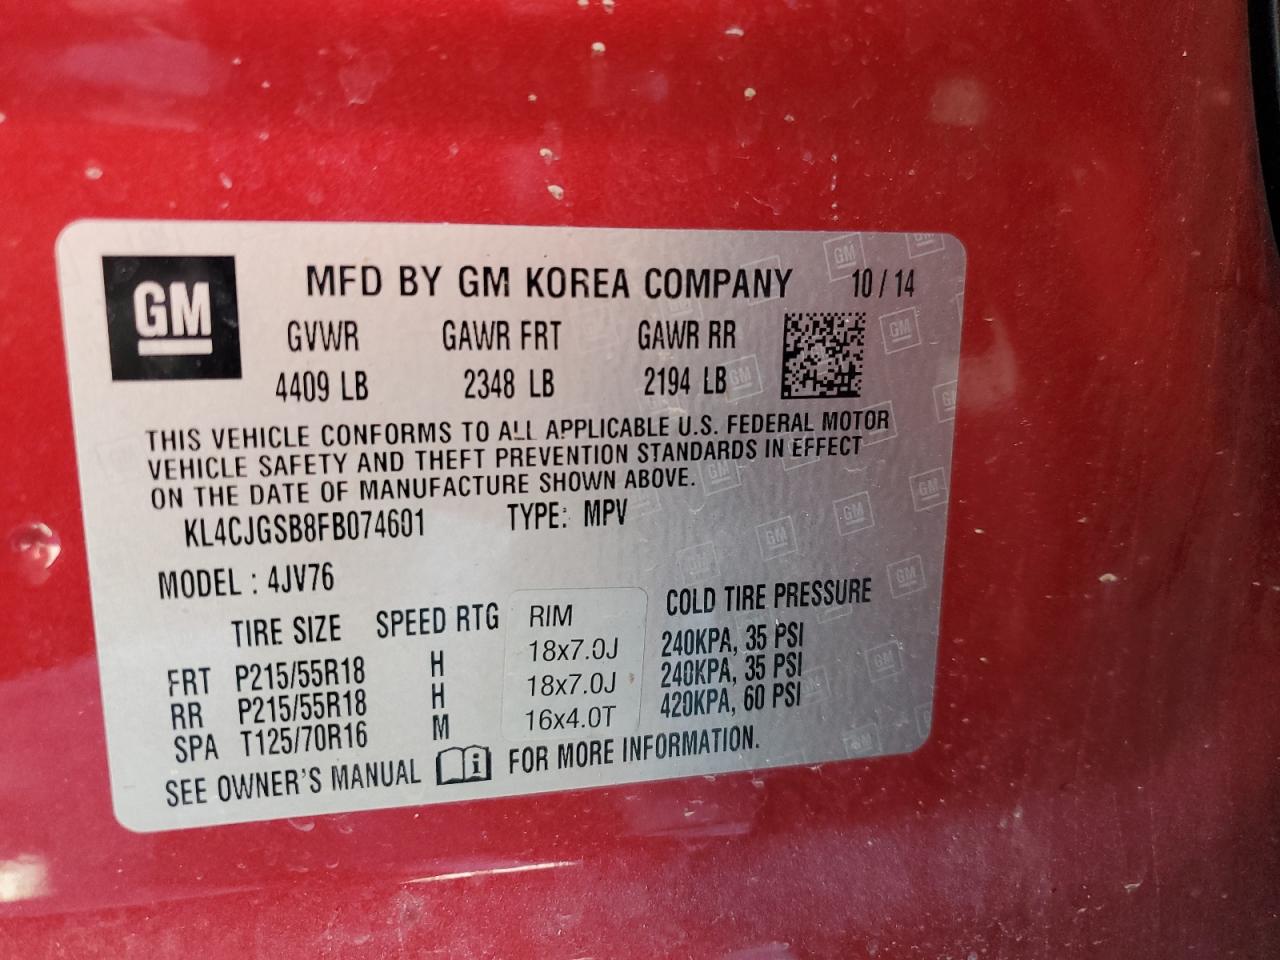 GM
MFD BY GM KOREA COMPANY 10 / 14
GVWR GAWR FRT GAWR RR
4409 LB 2348 LB 2194 LB
THIS VEHICLE CONFORMS TO ALL APPLICABLE U.S. FEDERAL MOTOR
VEHICLE SAFETY AND THEFT PREVENTION STANDARDS IN EFFECT
ON THE DATE OF MANUFACTURE SHOWN ABOVE.
KL4CJGSB8FB074601 TYPE: MPV
MODEL : 4JV76
TIRE SIZE SPEED RTG RIM COLD TIRE PRESSURE
FRT P215/55R18 H 18x7.0J 240KPA, 35 PSI
RR P215/55R18 H 18x7.0J 240KPA, 35 PSI
SPA T125/70R16 M 16x4.0T 420KPA, 60 PSI
SEE OWNER'S MANUAL i FOR MORE INFORMATION.